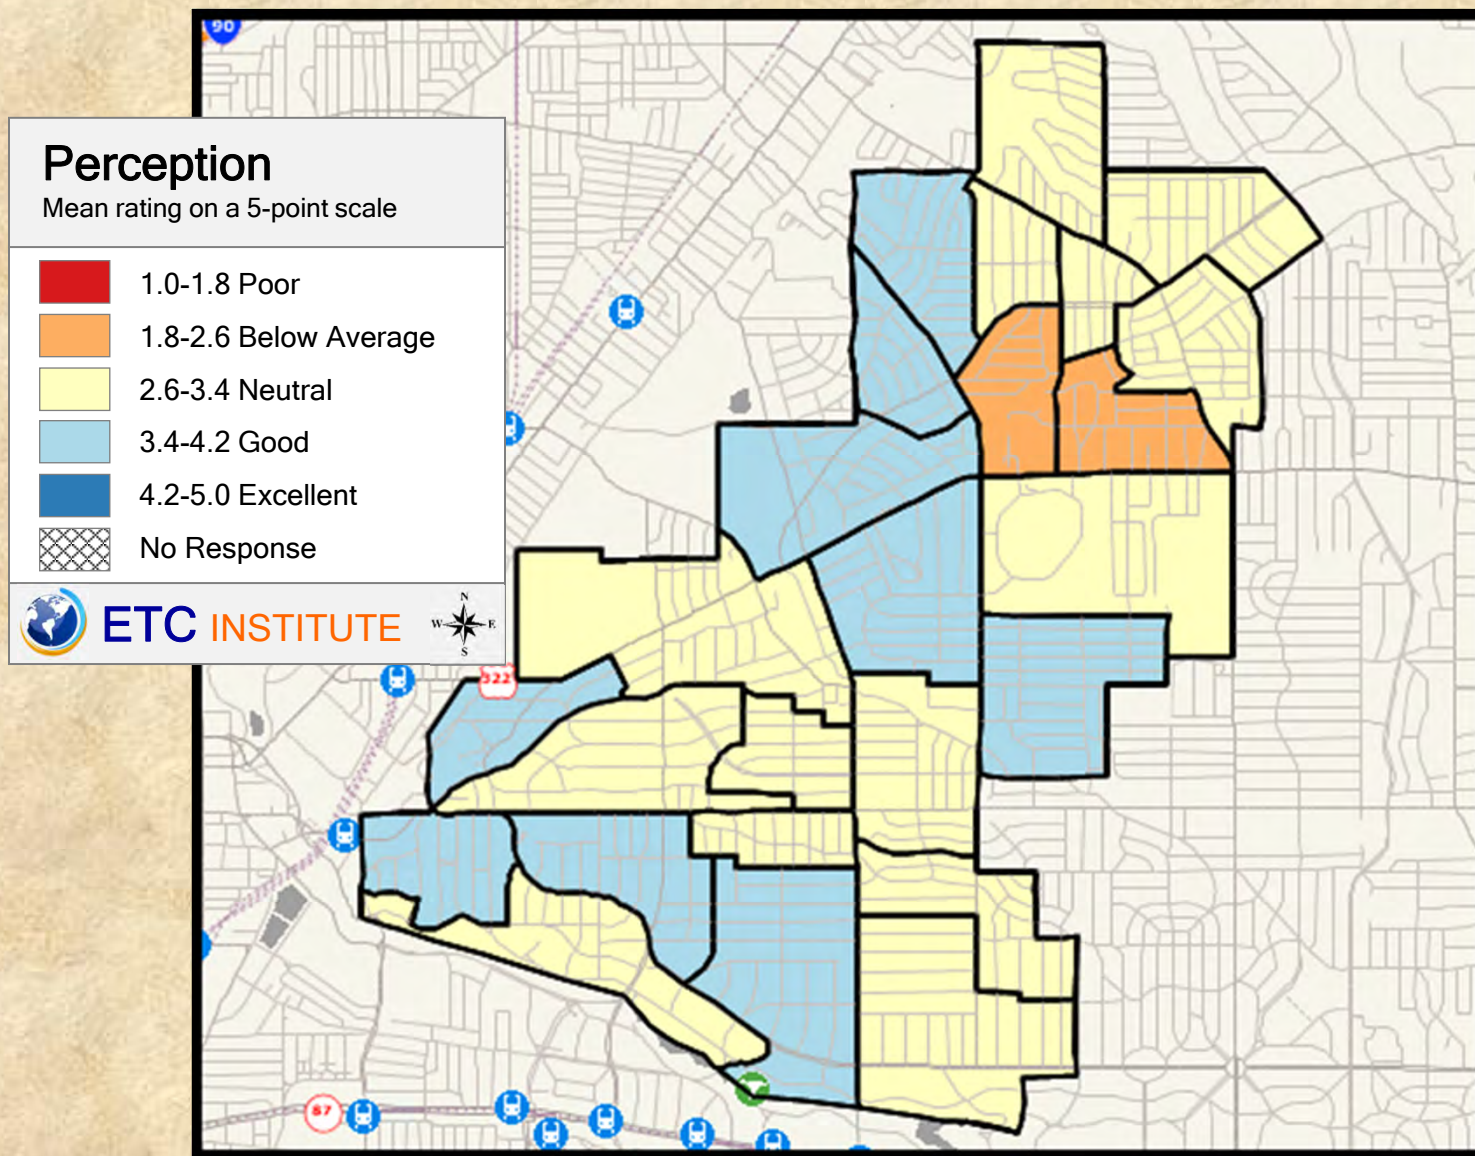 90
Perception
Mean rating on a 5-point scale
1.0-1.8 Poor
1.8-2.6 Below Average
2.6-3.4 Neutral
3.4-4.2 Good
4.2-5.0 Excellent
No Response
ETC INSTITUTE
N
W E
S
322
87